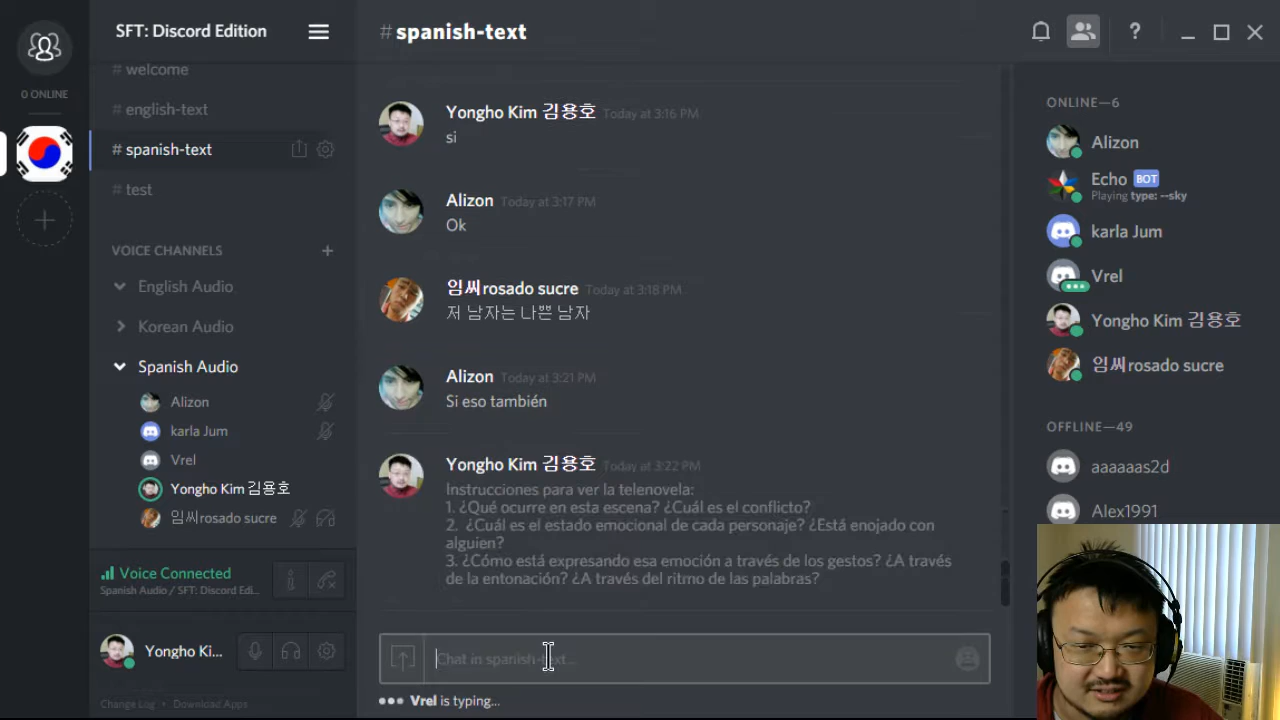 SFT: Discord Edition
0 ONLINE
# welcome
# english-text
# spanish-text
# test
VOICE CHANNELS
English Audio
Korean Audio
Spanish Audio
Alizon
karla Jum
Vrel
Yongho Kim 김용호
임씨rosado sucre
Voice Connected
Spanish Audio / SFT: Discord Edi...
Yongho Ki...
Change Log • Download Apps
# spanish-text
Yongho Kim 김용호 Today at 3:16 PM
si
Alizon Today at 3:17 PM
Ok
임씨rosado sucre Today at 3:18 PM
저 남자는 나쁜 남자
Alizon Today at 3:21 PM
Si eso también
Yongho Kim 김용호 Today at 3:22 PM
Instrucciones para ver la telenovela:
1. ¿Qué ocurre en esta escena? ¿Cuál es el conflicto?
2. ¿Cuál es el estado emocional de cada personaje? ¿Está enojado con
alguien?
3. ¿Cómo está expresando esa emoción a través de los gestos? ¿A través
de la entonación? ¿A través del ritmo de las palabras?
Chat in spanish-text...
Vrel is typing...
ONLINE—6
Alizon
Echo BOT
Playing type: --sky
karla Jum
Vrel
Yongho Kim 김용호
임씨rosado sucre
OFFLINE—49
aaaaaas2d
Alex1991